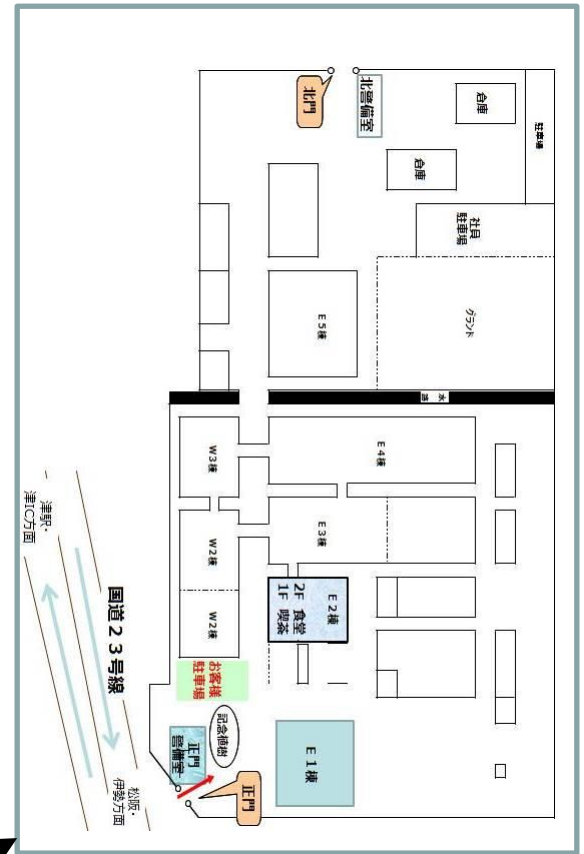 北門
北警備室
倉庫
倉庫
駐車場
社員
駐車場
グランド
E5棟
水路
W3棟
E4棟
W2棟
E3棟
W2棟
E2棟
2F 食堂
1F 喫茶
お客様
駐車場
記念植樹
正門
警備室
正門
E1棟
国道23号線
津駅・
津IC方面
松阪・
伊勢方面